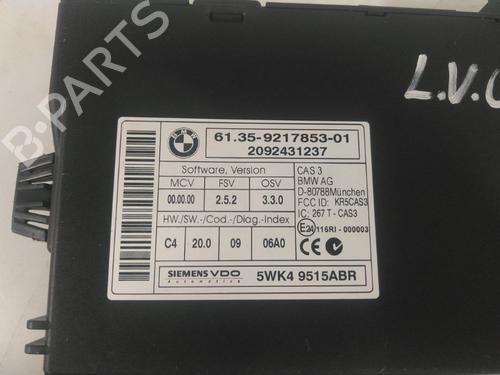 B-PARTS
L.V.
BMW
61.35-9217853-01
2092431237
Software, Version
MCV FSV OSV
00.00.00 2.5.2 3.3.0
HW./SW.-/Cod.-/Diag.-Index
C4 20.0 09 06A0
CAS 3
BMW AG
D-80788München
FCC ID: KR5CAS3
IC: 267 T - CAS3
E24 116RI - 000003
CE
SIEMENS VDO
Automotive
5WK4 9515ABR